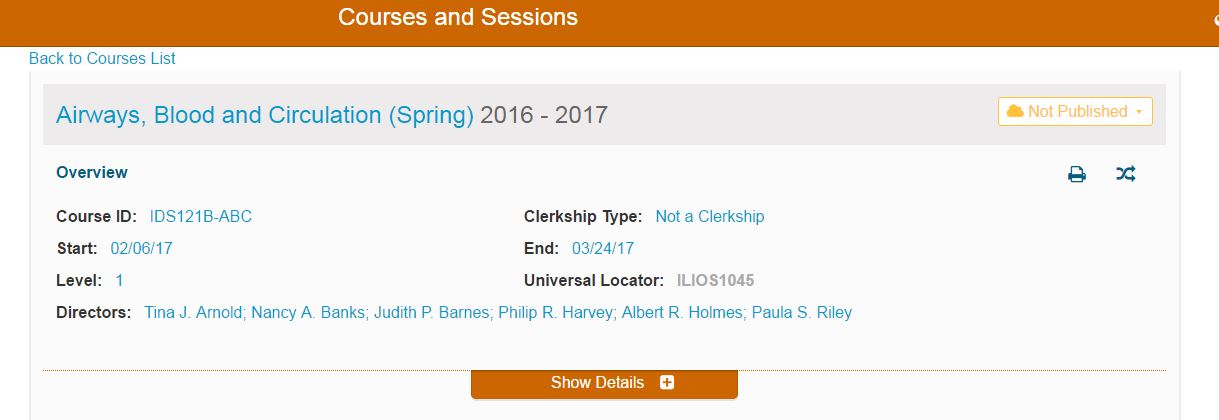 Courses and Sessions
Back to Courses List
Airways, Blood and Circulation (Spring) 2016 - 2017
Not Published
Overview
Course ID: IDS121B-ABC
Clerkship Type: Not a Clerkship
Start: 02/06/17
End: 03/24/17
Level: 1
Universal Locator: ILIOS1045
Directors: Tina J. Arnold; Nancy A. Banks; Judith P. Barnes; Philip R. Harvey; Albert R. Holmes; Paula S. Riley
Show Details